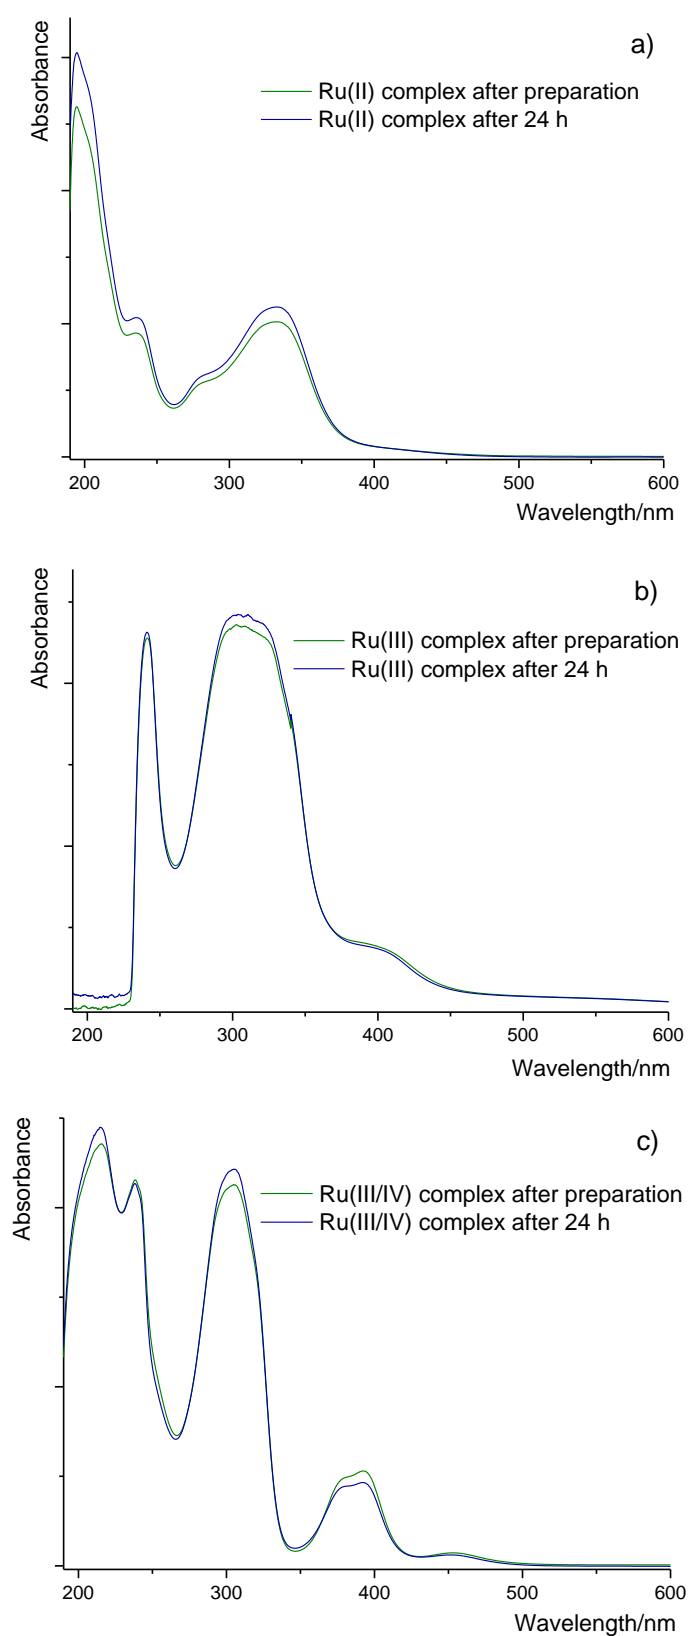 a)
Absorbance
Ru(II) complex after preparation
Ru(II) complex after 24 h
200 300 400 500 600
Wavelength/nm
b)
Absorbance
Ru(III) complex after preparation
Ru(III) complex after 24 h
200 300 400 500 600
Wavelength/nm
c)
Absorbance
Ru(III/IV) complex after preparation
Ru(III/IV) complex after 24 h
200 300 400 500 600
Wavelength/nm